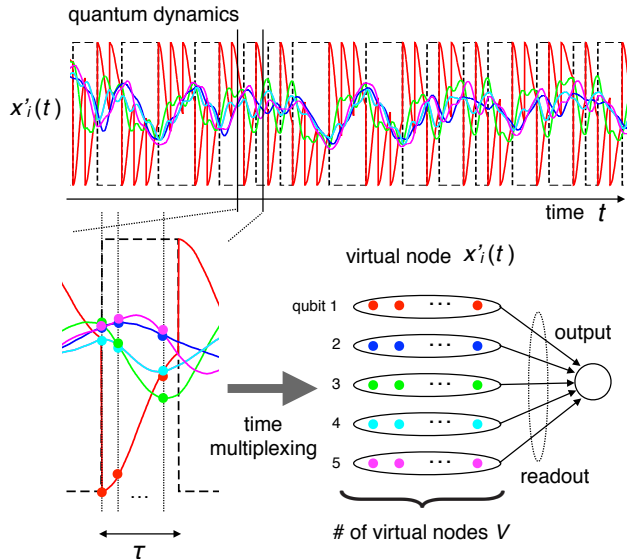 quantum dynamics
x'ᵢ(t)
time t
virtual node x'ᵢ(t)
qubit 1
...
2
...
3
...
4
...
5
...
output
readout
time
multiplexing
...
τ
# of virtual nodes V